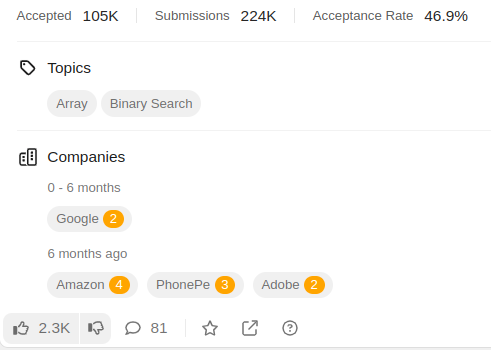 Accepted 105K Submissions 224K Acceptance Rate 46.9%
Topics
Array Binary Search
Companies
0 - 6 months
Google 2
6 months ago
Amazon 4 PhonePe 3 Adobe 2
2.3K 81